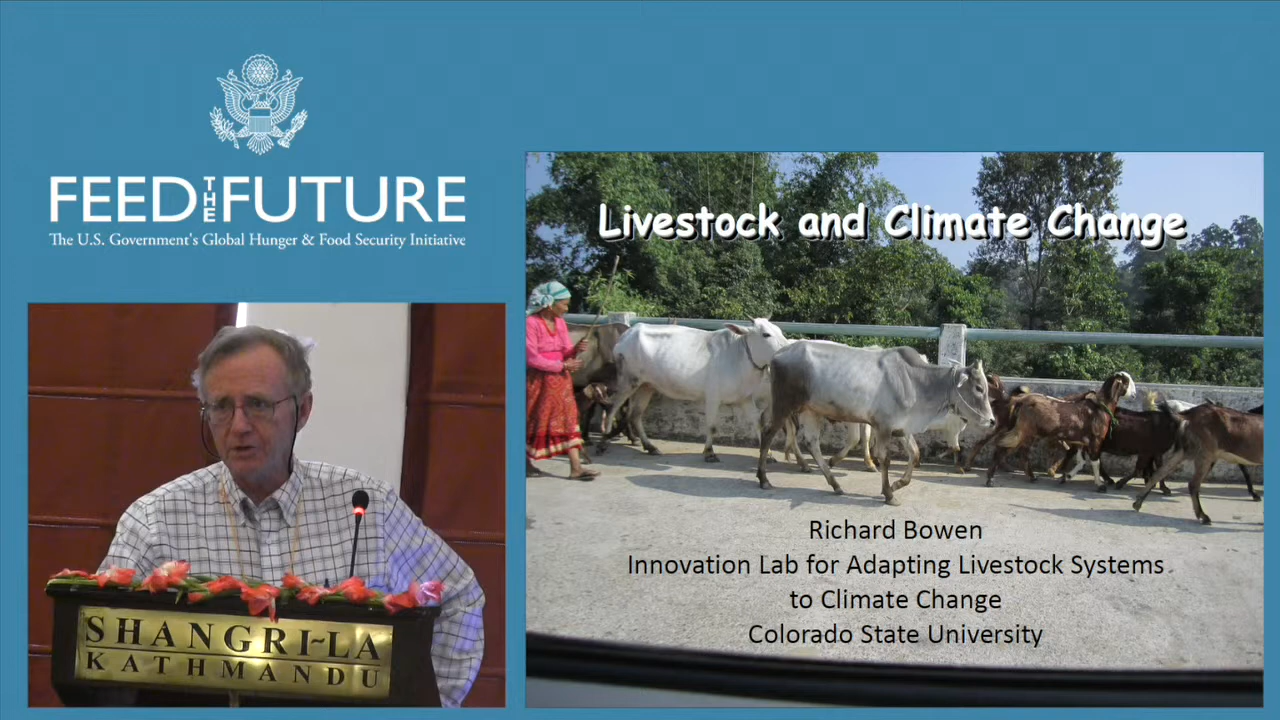 FEED THE FUTURE
The U.S. Government's Global Hunger & Food Security Initiative
Livestock and Climate Change
Richard Bowen
Innovation Lab for Adapting Livestock Systems
to Climate Change
Colorado State University
SHANGRI~LA
KATHMANDU